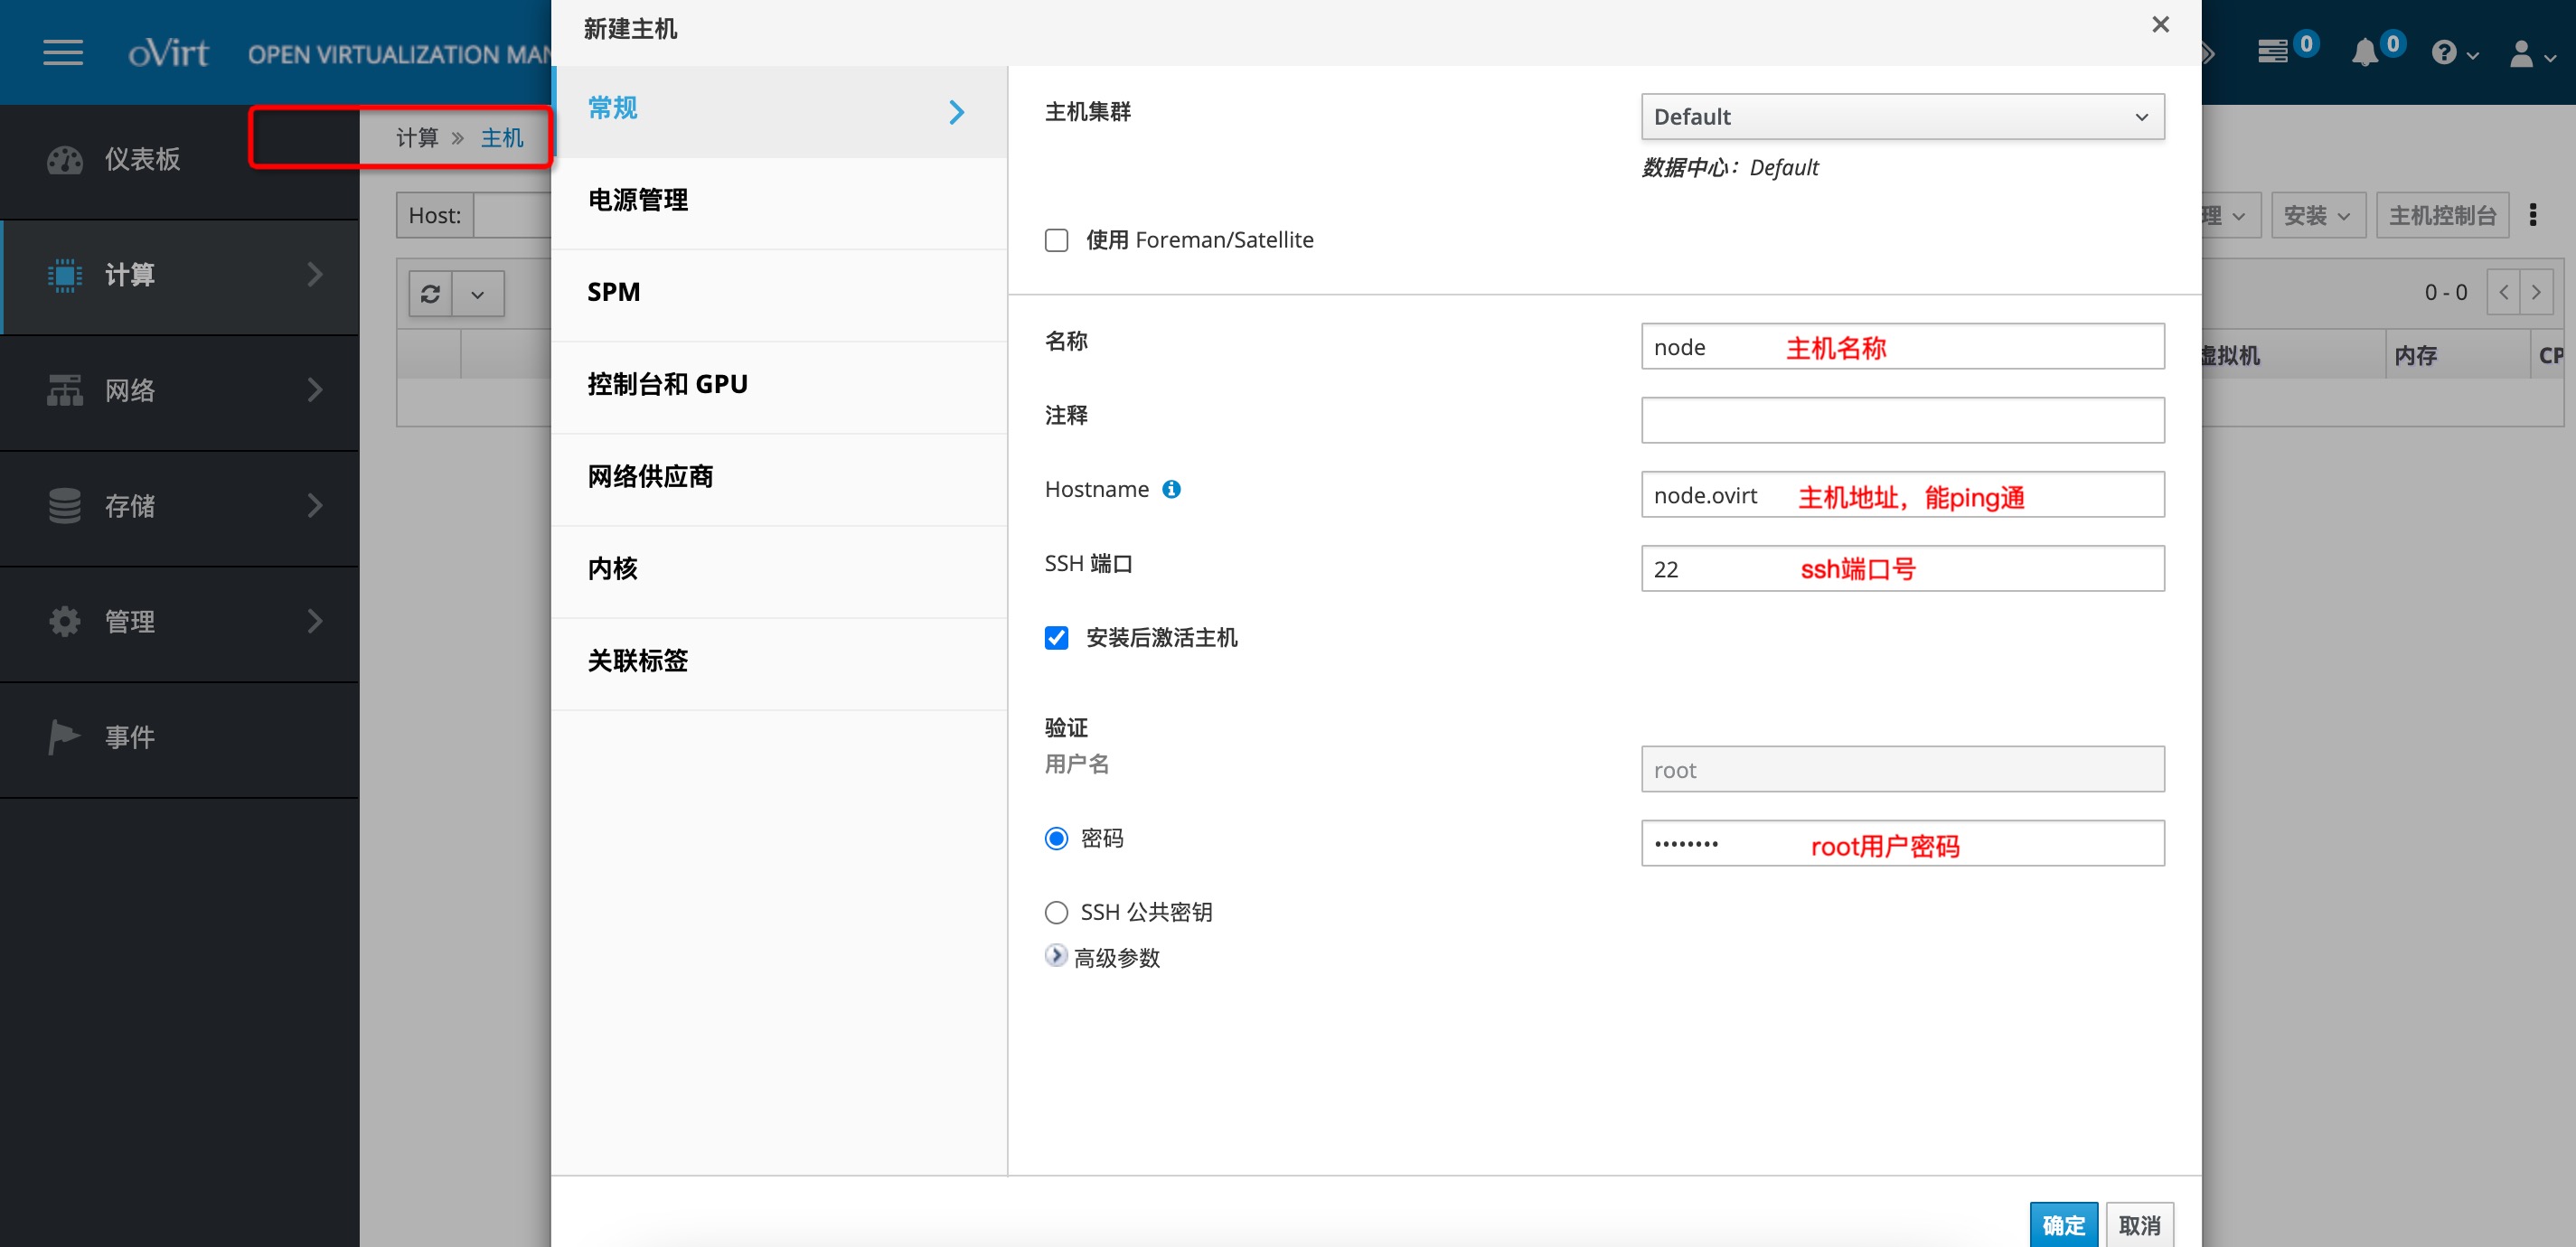 新建主机
oVirt OPEN VIRTUALIZATION MAN
0
0
仪表板
计算
网络
存储
管理
事件
计算 » 主机
Host:
理
安装
主机控制台
0 - 0
虚拟机
内存
CP
常规
电源管理
SPM
控制台和 GPU
网络供应商
内核
关联标签
主机集群
Default
数据中心：Default
使用 Foreman/Satellite
名称
node 主机名称
注释
Hostname
node.ovirt 主机地址，能ping通
SSH 端口
22 ssh端口号
安装后激活主机
验证
用户名
root
密码
•••••••• root用户密码
SSH 公共密钥
高级参数
确定
取消